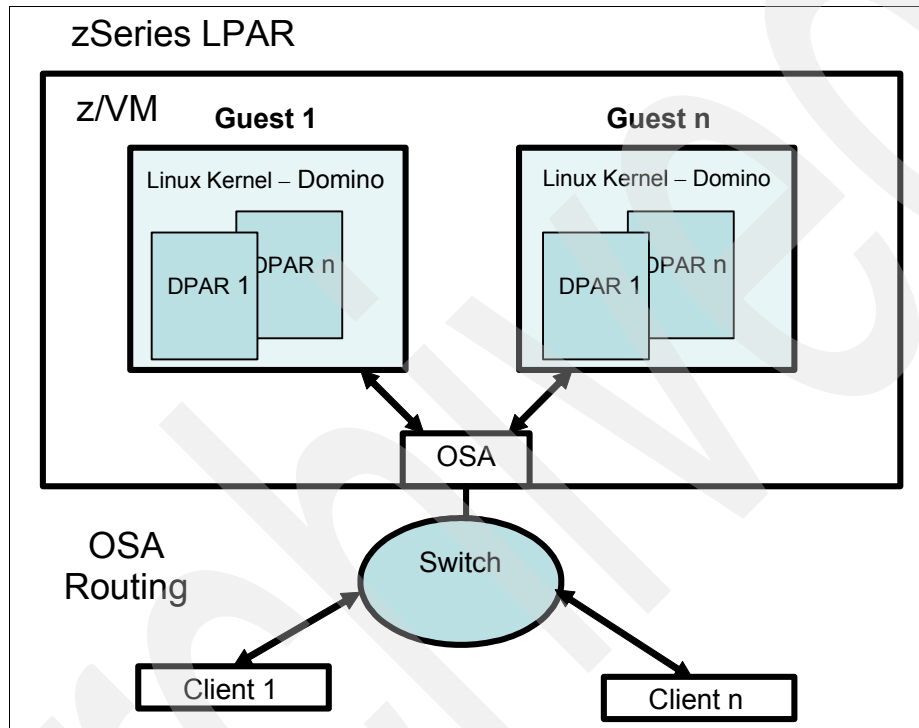 zSeries LPAR
z/VM
Guest 1
Guest n
Linux Kernel – Domino
Linux Kernel – Domino
DPAR n
DPAR 1
DPAR n
DPAR 1
OSA
OSA
Routing
Switch
Client 1
Client n